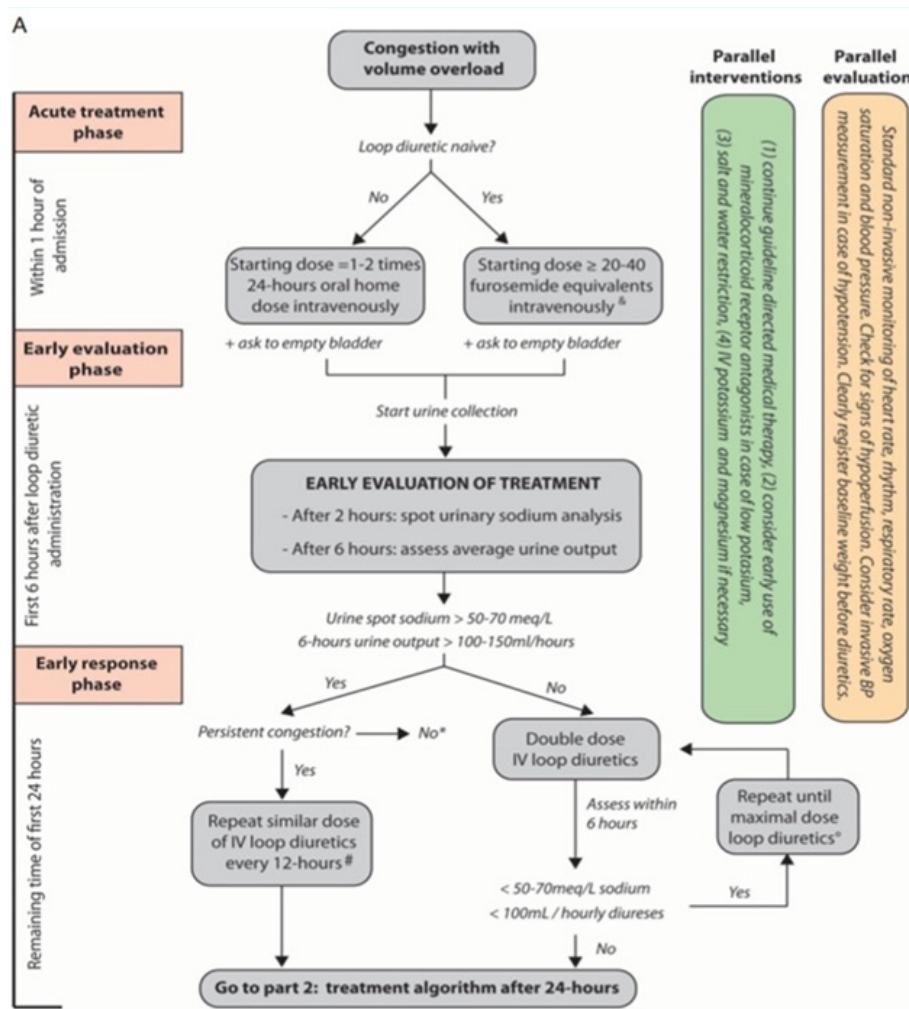 A
Congestion with
volume overload
Parallel
interventions
Parallel
evaluation
Acute treatment
phase
Within 1 hour of
admission
Loop diuretic naive?
No
Yes
Starting dose =1-2 times
24-hours oral home
dose intravenously
Starting dose ≥ 20-40
furosemide equivalents
intravenously &
+ ask to empty bladder
+ ask to empty bladder
Early evaluation
phase
First 6 hours after loop diuretic
administration
Start urine collection
EARLY EVALUATION OF TREATMENT
- After 2 hours: spot urinary sodium analysis
- After 6 hours: assess average urine output
Urine spot sodium > 50-70 meq/L
6-hours urine output > 100-150ml/hours
Early response
phase
Remaining time of first 24 hours
Yes
No
Persistent congestion?
No*
Yes
Repeat similar dose
of IV loop diuretics
every 12-hours #
Double dose
IV loop diuretics
Assess within
6 hours
Repeat until
maximal dose
loop diuretics°
< 50-70meq/L sodium
< 100mL / hourly diureses
Yes
No
Go to part 2: treatment algorithm after 24-hours
(1) continue guideline directed medical therapy, (2) consider early use of
mineralocorticoid receptor antagonists in case of low potasium,
(3) salt and water restriction, (4) IV potassium and magnesium if necessary
Standard non-invasive monitoring of heart rate, rhythm, respiratory rate, oxygen
saturation and blood pressure. Check for signs of hypoperfusion. Consider invasive BP
measurement in case of hypotension. Clearly register baseline weight before diuretics.